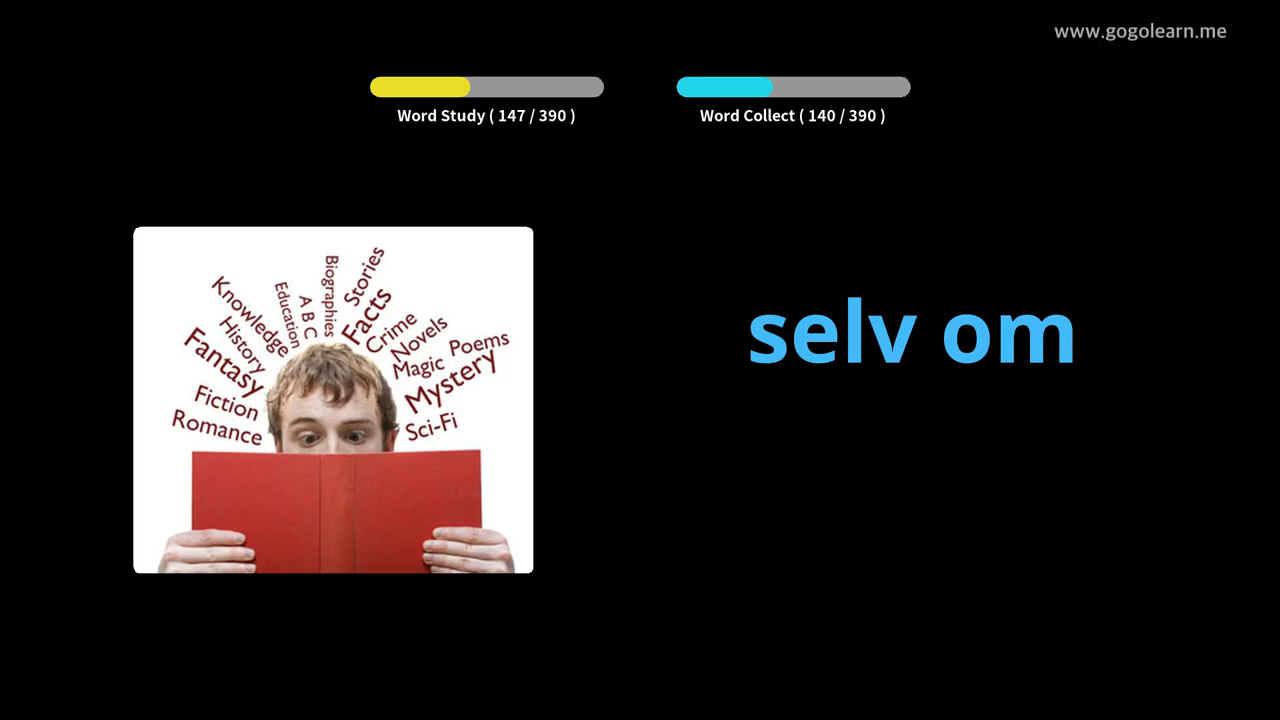 www.gogolearn.me
Word Study ( 147 / 390 )
Word Collect ( 140 / 390 )
Biographies
Stories
Education
A B C
Facts
Knowledge
Crime
History
Novels
Fantasy
Magic
Poems
Mystery
Fiction
Romance
Sci-Fi
selv om